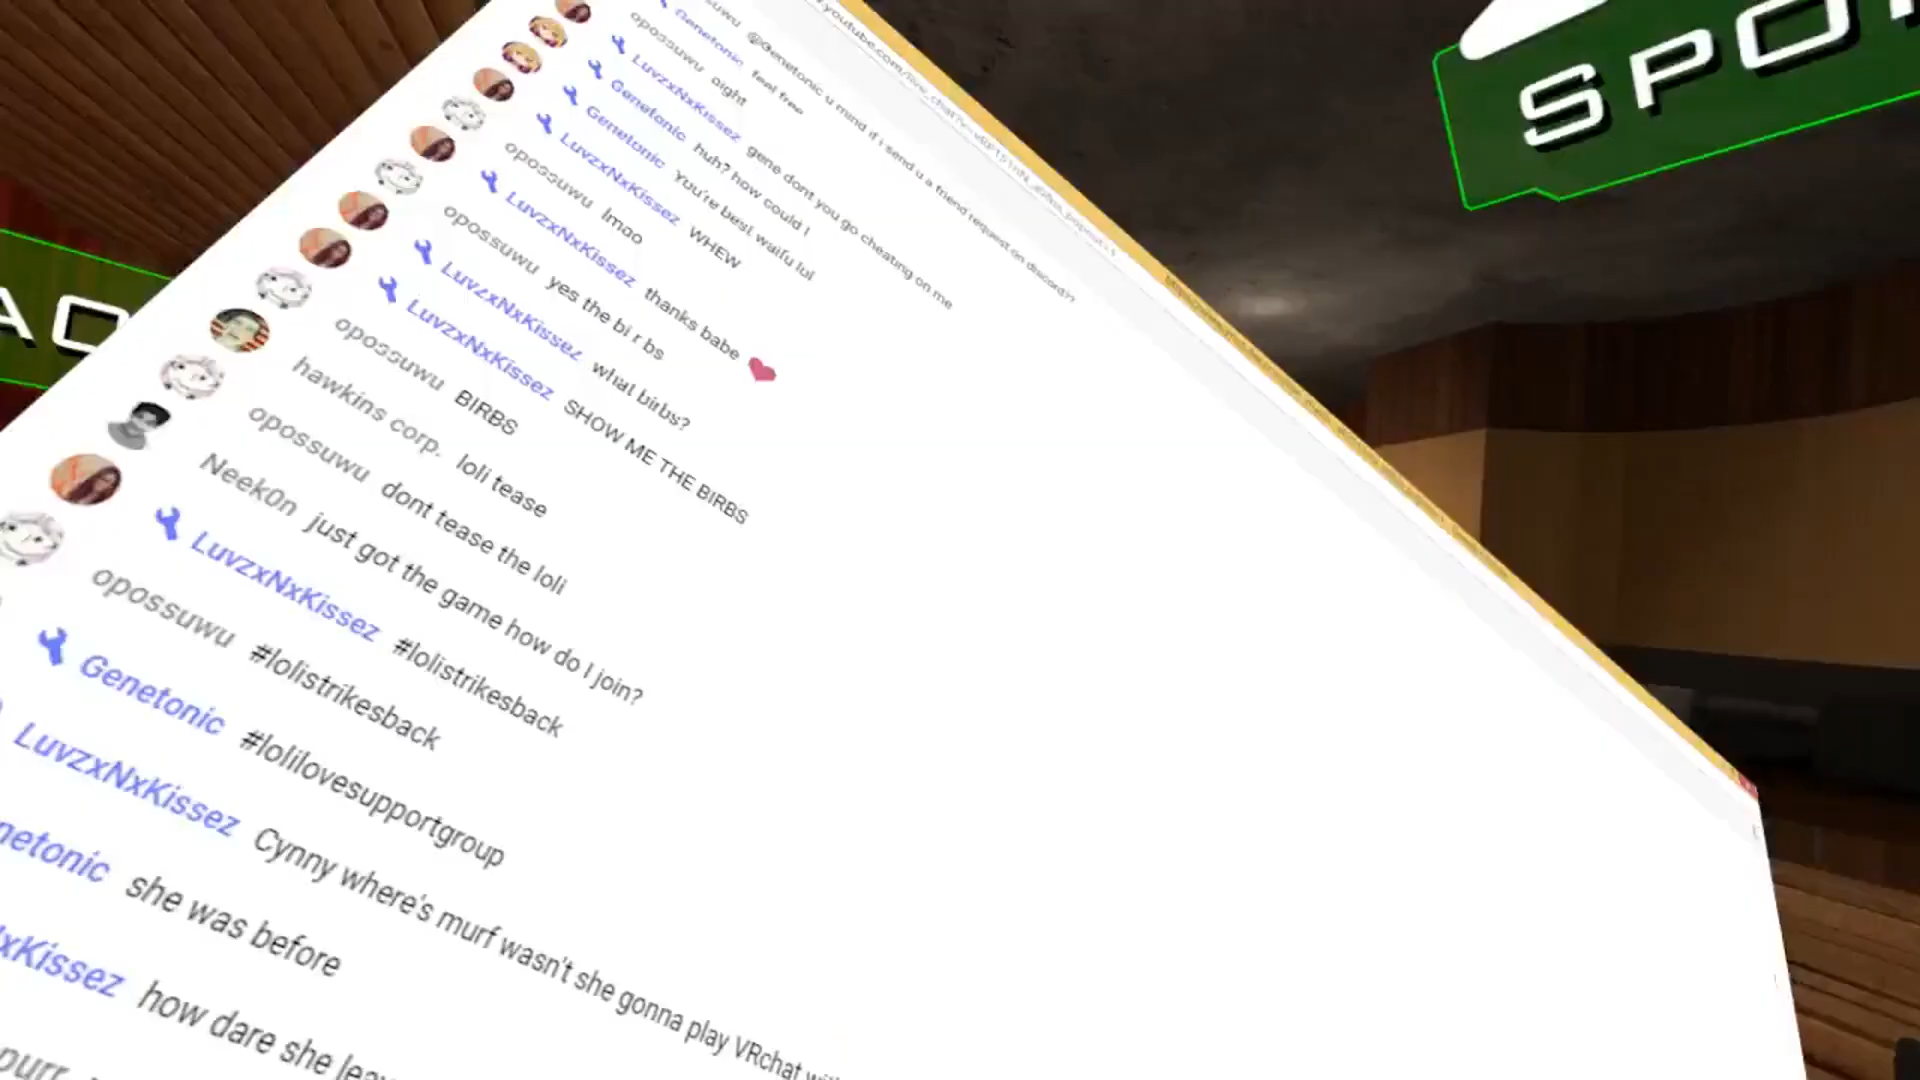 @Genetonic u mind if i send u a friend request on discord??
Genetonic feel free
opossuwu aight
LuvzxNxKissez gene dont you go cheating on me
Genetonic huh? how could I
Genetonic You're best waifu lul
LuvzxNxKissez WHEW
opossuwu lmao
LuvzxNxKissez thanks babe
opossuwu yes the bi r bs
LuvzxNxKissez what birbs?
LuvzxNxKissez SHOW ME THE BIRBS
opossuwu BIRBS
hawkins corp. loli tease
opossuwu dont tease the loli
Neek0n just got the game how do I join?
LuvzxNxKissez #lolistrikesback
opossuwu #lolistrikesback
Genetonic #lolilovesupportgroup
LuvzxNxKissez Cynny where's murf wasn't she gonna play VRchat
netonic she was before
xKissez how dare she
purr
SPO
AC